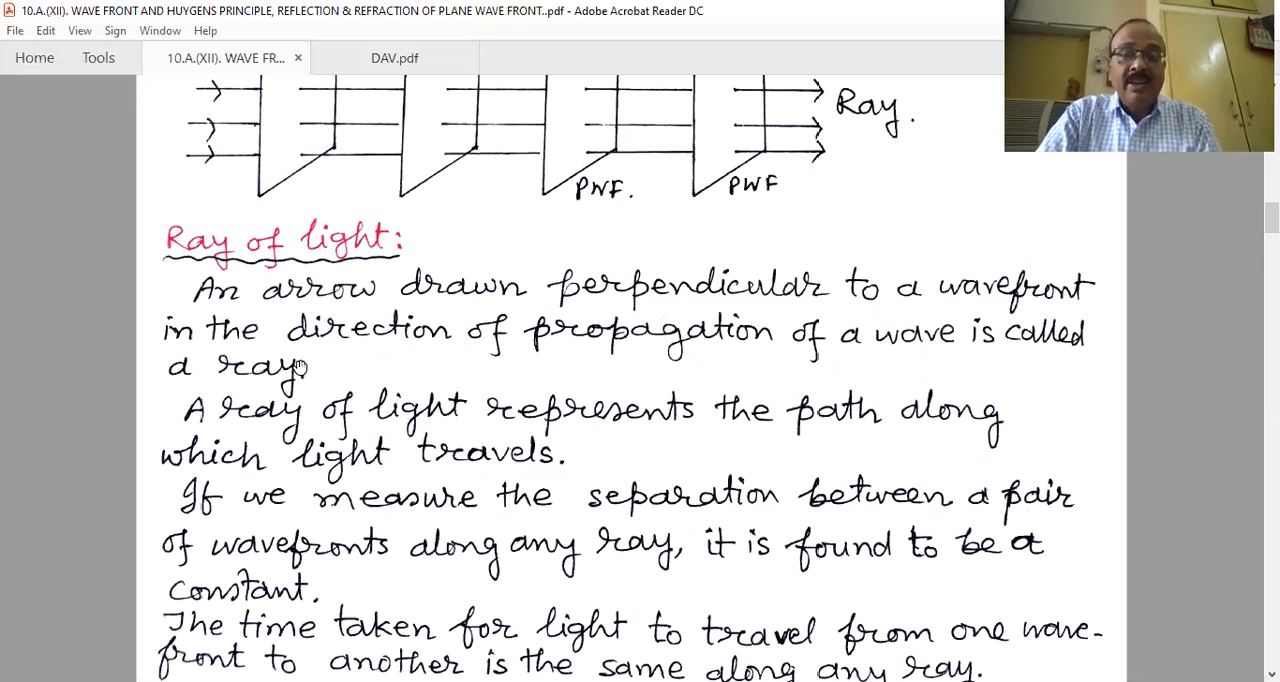 10.A.(XII). WAVE FRONT AND HUYGENS PRINCIPLE, REFLECTION & REFRACTION OF PLANE WAVE FRONT..pdf - Adobe Acrobat Reader DC
File Edit View Sign Window Help
Home Tools 10.A.(XII). WAVE FR... × DAV.pdf
Ray.
PWF. PWF
Ray of light:
An arrow drawn perpendicular to a wavefront
in the direction of propagation of a wave is called
a ray
A ray of light represents the path along
which light travels.
If we measure the separation between a pair
of wavefronts along any ray, it is found to be a
constant.
The time taken for light to travel from one wave-
front to another is the same along any ray.